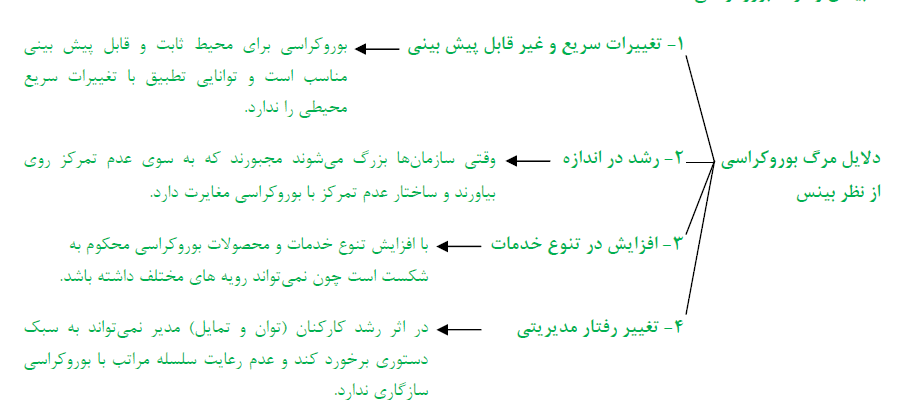 دلایل مرگ بوروکراسی
از نظر بینس
۱- تغییرات سریع و غیر قابل پیش بینی
بوروکراسی برای محیط ثابت و قابل پیش بینی
مناسب است و توانایی تطبیق با تغییرات سریع
محیطی را ندارد.
۲- رشد در اندازه
وقتی سازمان‌ها بزرگ می‌شوند مجبورند که به سوی عدم تمرکز روی
بیاورند و ساختار عدم تمرکز با بوروکراسی مغایرت دارد.
۳- افزایش در تنوع خدمات
با افزایش تنوع خدمات و محصولات بوروکراسی محکوم به
شکست است چون نمی‌تواند رویه های مختلف داشته باشد.
۴- تغییر رفتار مدیریتی
در اثر رشد کارکنان (توان و تمایل) مدیر نمی‌تواند به سبک
دستوری برخورد کند و عدم رعایت سلسله مراتب با بوروکراسی
سازگاری ندارد.